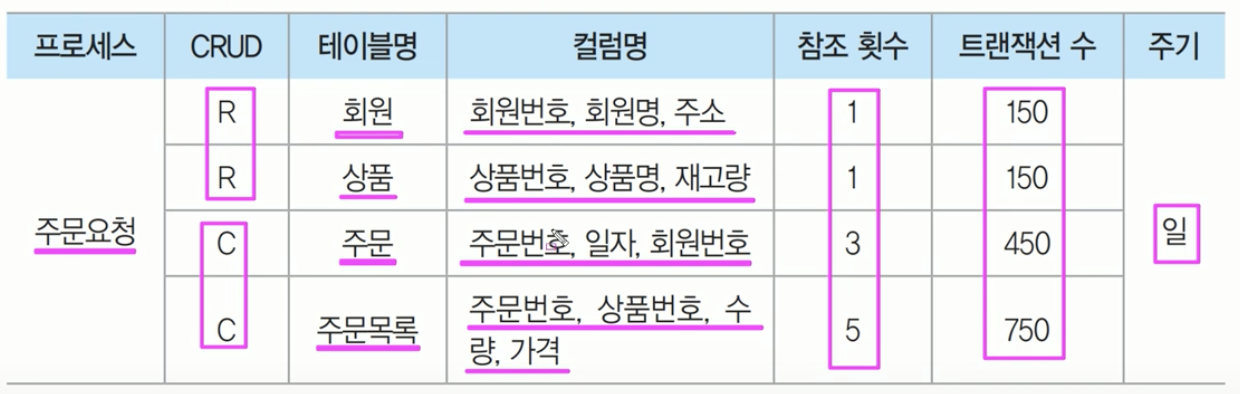 프로세스 CRUD 테이블명 컬럼명 참조 횟수 트랜잭션 수 주기
주문요청
R 회원 회원번호, 회원명, 주소 1 150
R 상품 상품번호, 상품명, 재고량 1 150
C 주문 주문번호, 일자, 회원번호 3 450
C 주문목록 주문번호, 상품번호, 수
량, 가격 5 750
일